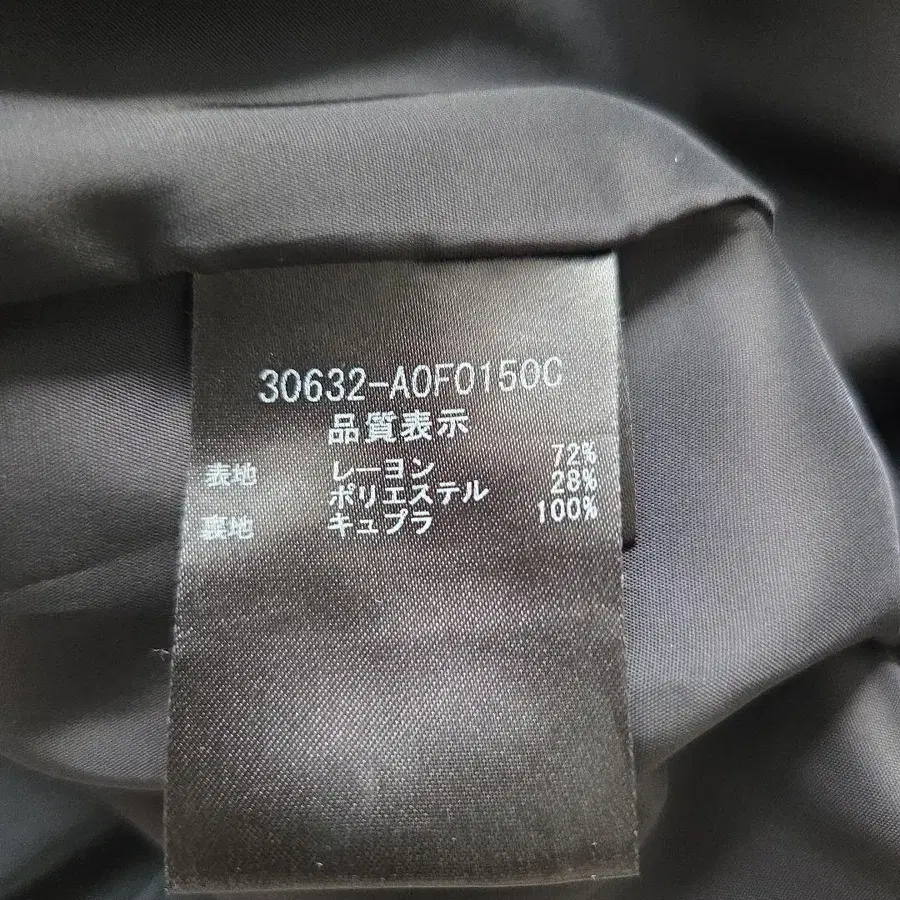 30632-A0F0150C
品質表示
表地 レーヨン 72%
ポリエステル 28%
裏地 キュプラ 100%